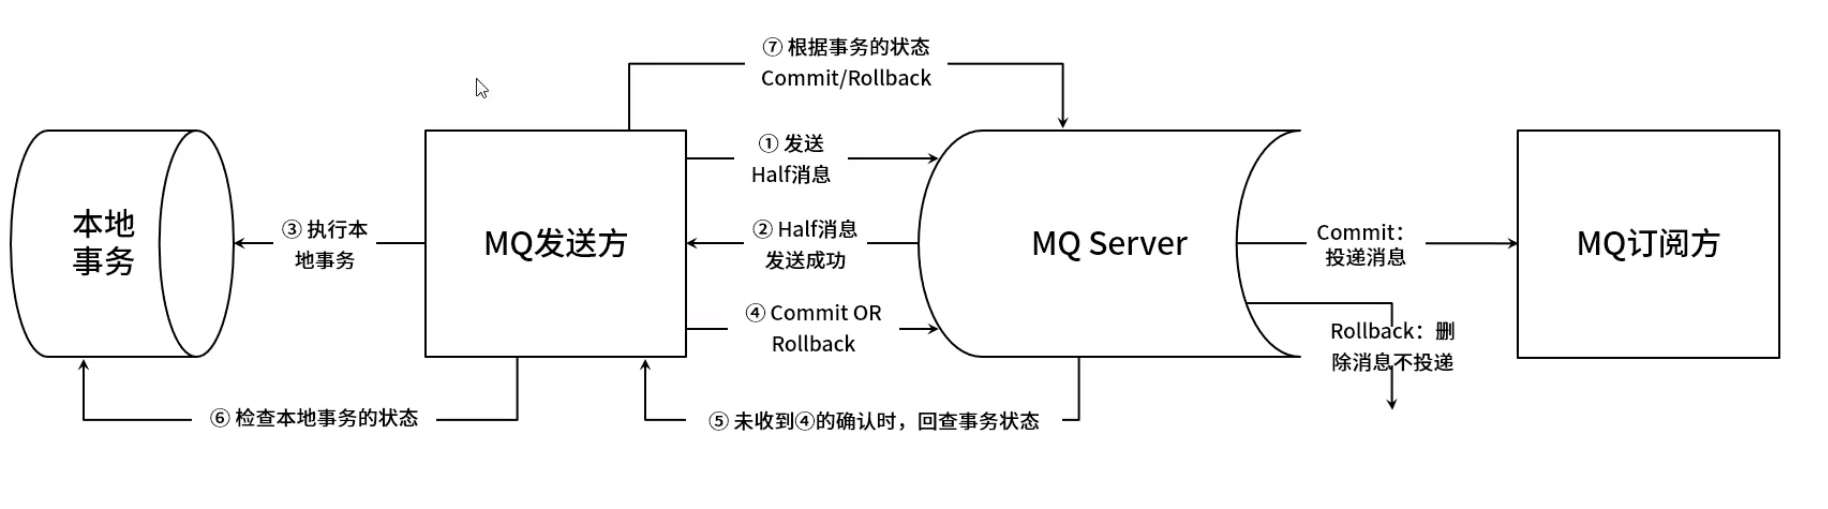 ⑦ 根据事务的状态
Commit/Rollback
① 发送
Half消息
本地
事务
③ 执行本
地事务
MQ发送方
② Half消息
发送成功
MQ Server
Commit：
投递消息
MQ订阅方
④ Commit OR
Rollback
Rollback：删
除消息不投递
⑥ 检查本地事务的状态
⑤ 未收到④的确认时，回查事务状态